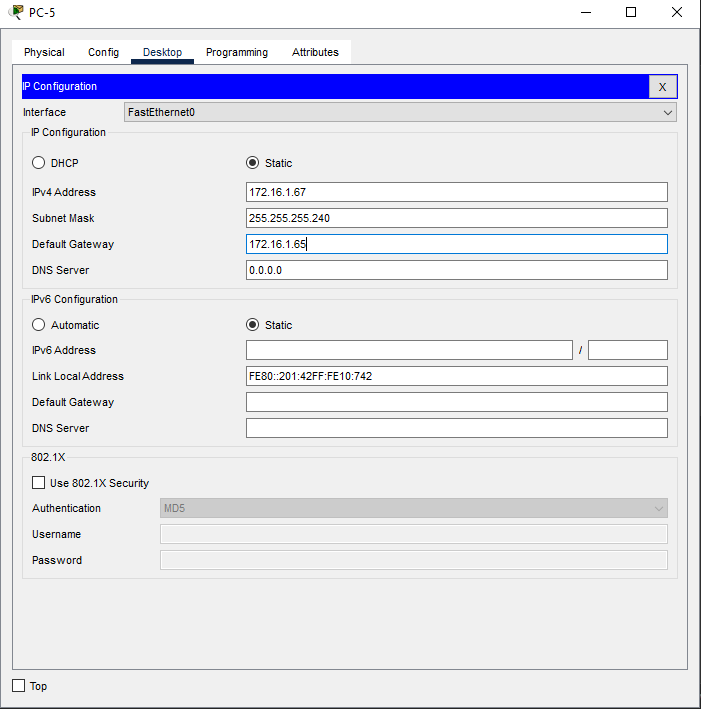 PC-5
Physical Config Desktop Programming Attributes
IP Configuration X
Interface FastEthernet0
IP Configuration
DHCP Static
IPv4 Address 172.16.1.67
Subnet Mask 255.255.255.240
Default Gateway 172.16.1.65
DNS Server 0.0.0.0
IPv6 Configuration
Automatic Static
IPv6 Address /
Link Local Address FE80::201:42FF:FE10:742
Default Gateway
DNS Server
802.1X
Use 802.1X Security
Authentication MD5
Username
Password
Top